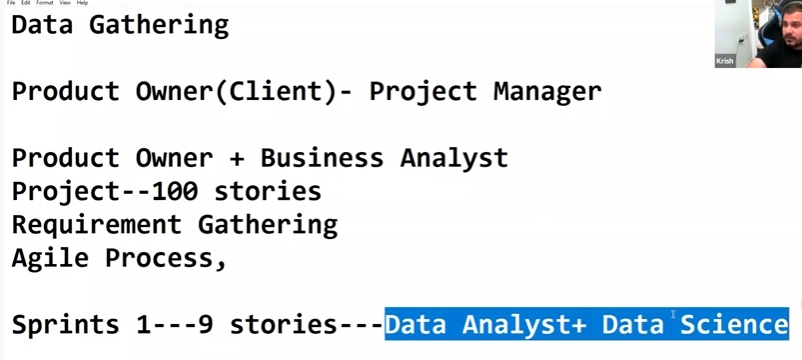 File Edit Format View Help
Data Gathering
Product Owner(Client)- Project Manager
Product Owner + Business Analyst
Project--100 stories
Requirement Gathering
Agile Process,
Sprints 1---9 stories---Data Analyst+ Data Science
Krish